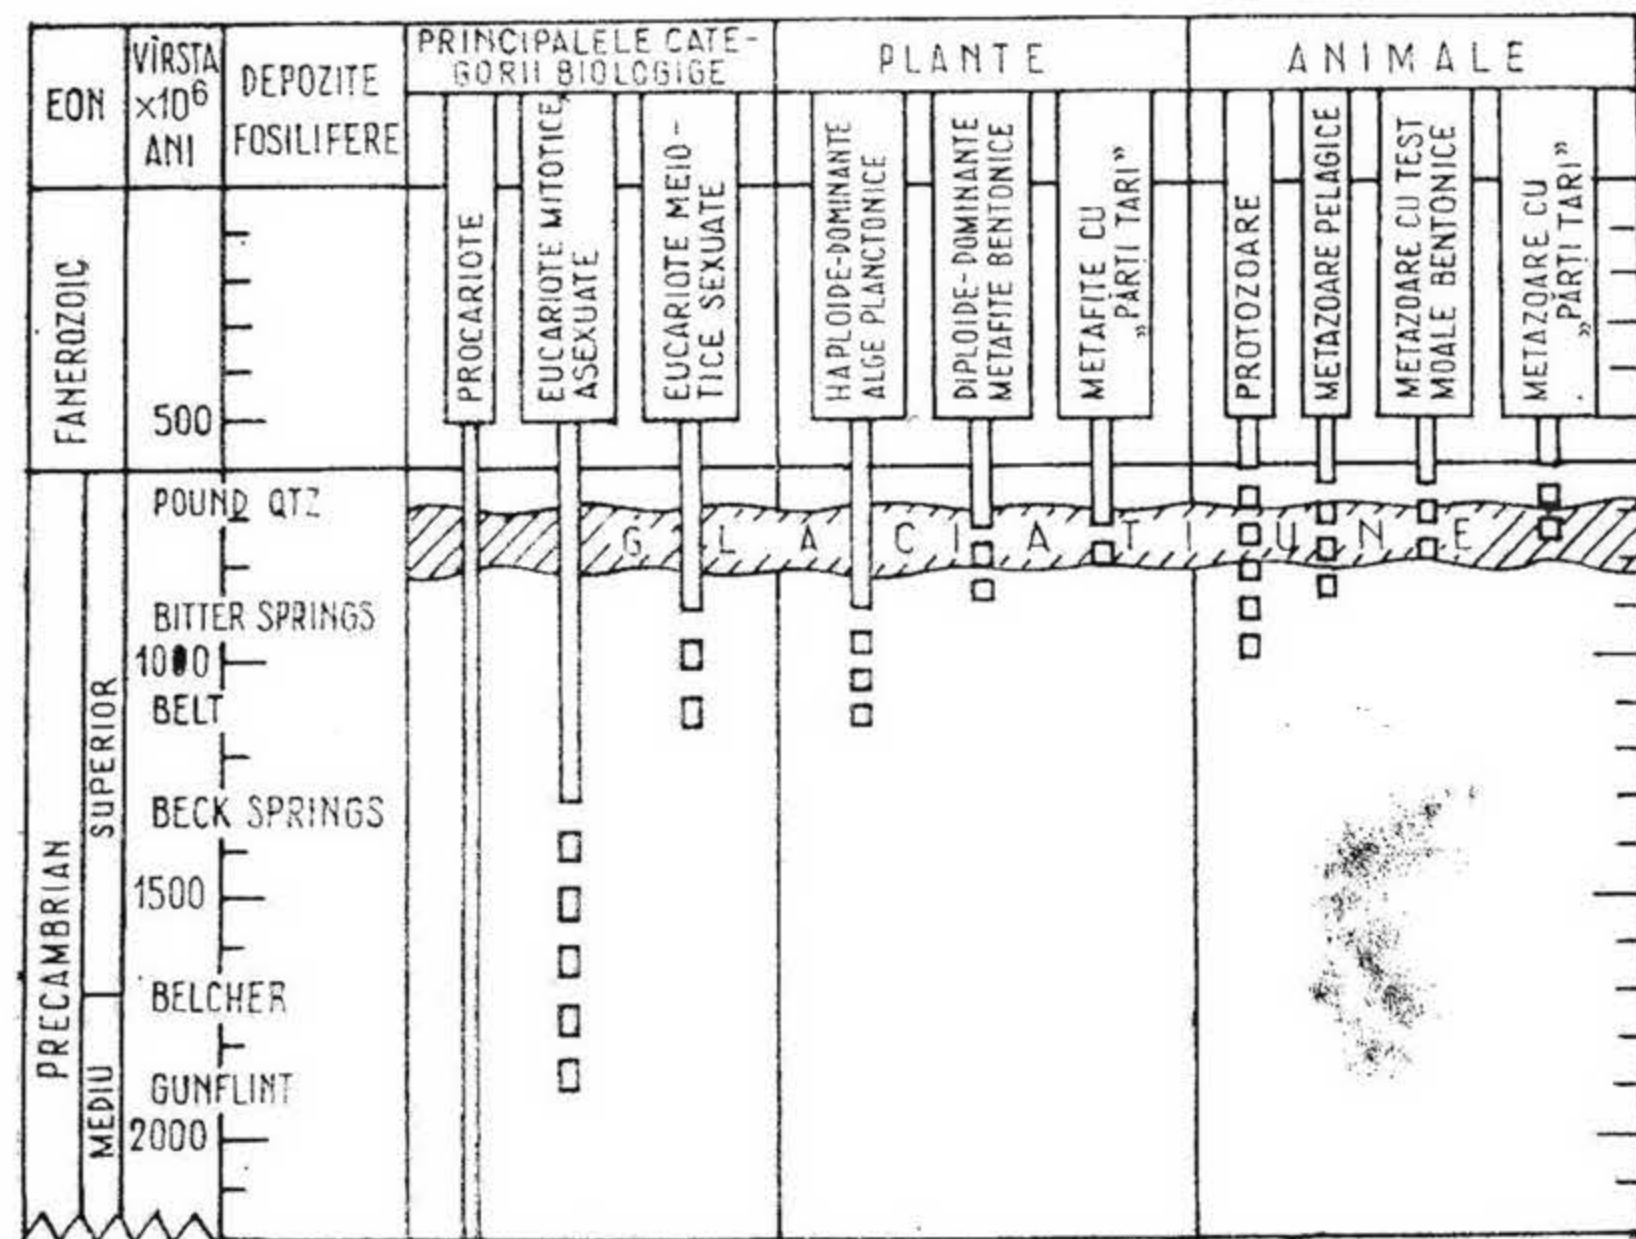 EON
VÎRSTA
×10⁶
ANI
DEPOZITE
FOSILIFERE
PRINCIPALELE CATE-
GORII BIOLOGIGE
PLANTE
ANIMALE
PROCARIOTE
EUCARIOTE MITOTICE,
ASEXUATE
EUCARIOTE MEIO-
TICE SEXUATE
HAPLOIDE-DOMINANTE
ALGE PLANCTONICE
DIPLOIDE-DOMINANTE
METAFITE BENTONICE
METAFITE CU
„PĂRȚI TARI”
PROTOZOARE
METAZOARE PELAGICE
METAZOARE CU TEST
MOALE BENTONICE
METAZOARE CU
„PĂRȚI TARI”
FANEROZOIC
500
PRECAMBRIAN
SUPERIOR
POUND QTZ
GLACIATIUNE
BITTER SPRINGS
1000
BELT
BECK SPRINGS
1500
BELCHER
MEDIU
GUNFLINT
2000